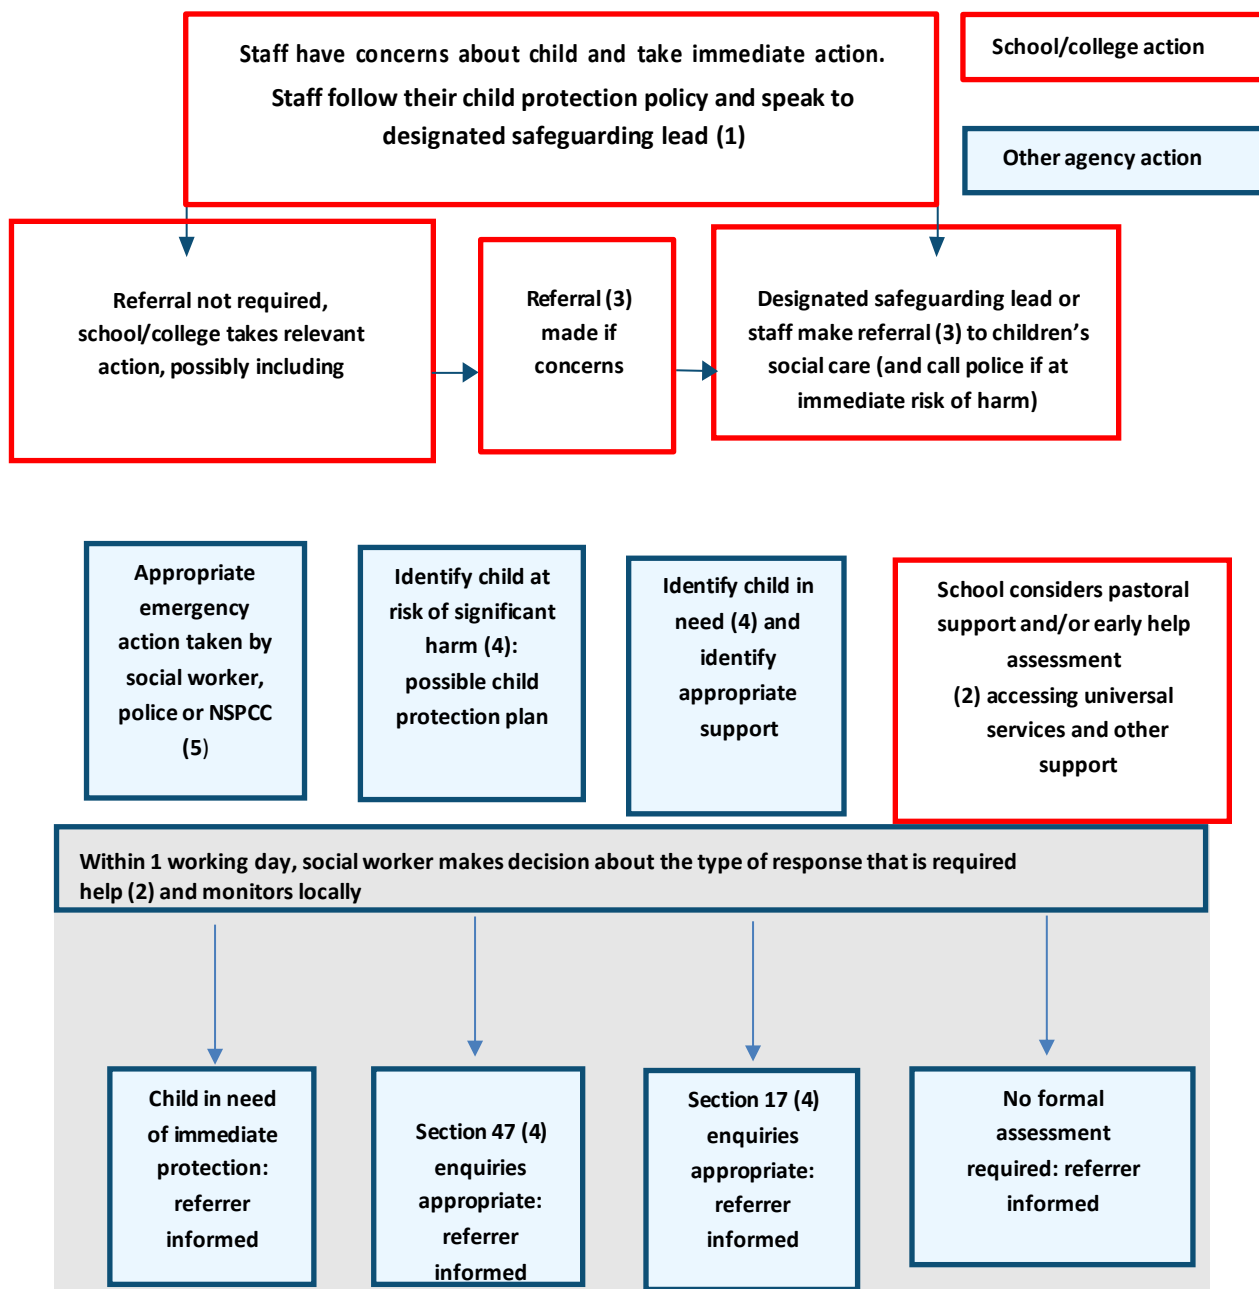 Staff have concerns about child and take immediate action.
Staff follow their child protection policy and speak to
designated safeguarding lead (1)
School/college action
Other agency action
Referral not required,
school/college takes relevant
action, possibly including
Referral (3)
made if
concerns
Designated safeguarding lead or
staff make referral (3) to children’s
social care (and call police if at
immediate risk of harm)
Appropriate
emergency
action taken by
social worker,
police or NSPCC
(5)
Identify child at
risk of significant
harm (4):
possible child
protection plan
Identify child in
need (4) and
identify
appropriate
support
School considers pastoral
support and/or early help
assessment
(2) accessing universal
services and other
support
Within 1 working day, social worker makes decision about the type of response that is required
help (2) and monitors locally
Child in need
of immediate
protection:
referrer
informed
Section 47 (4)
enquiries
appropriate:
referrer
informed
Section 17 (4)
enquiries
appropriate:
referrer
informed
No formal
assessment
required: referrer
informed